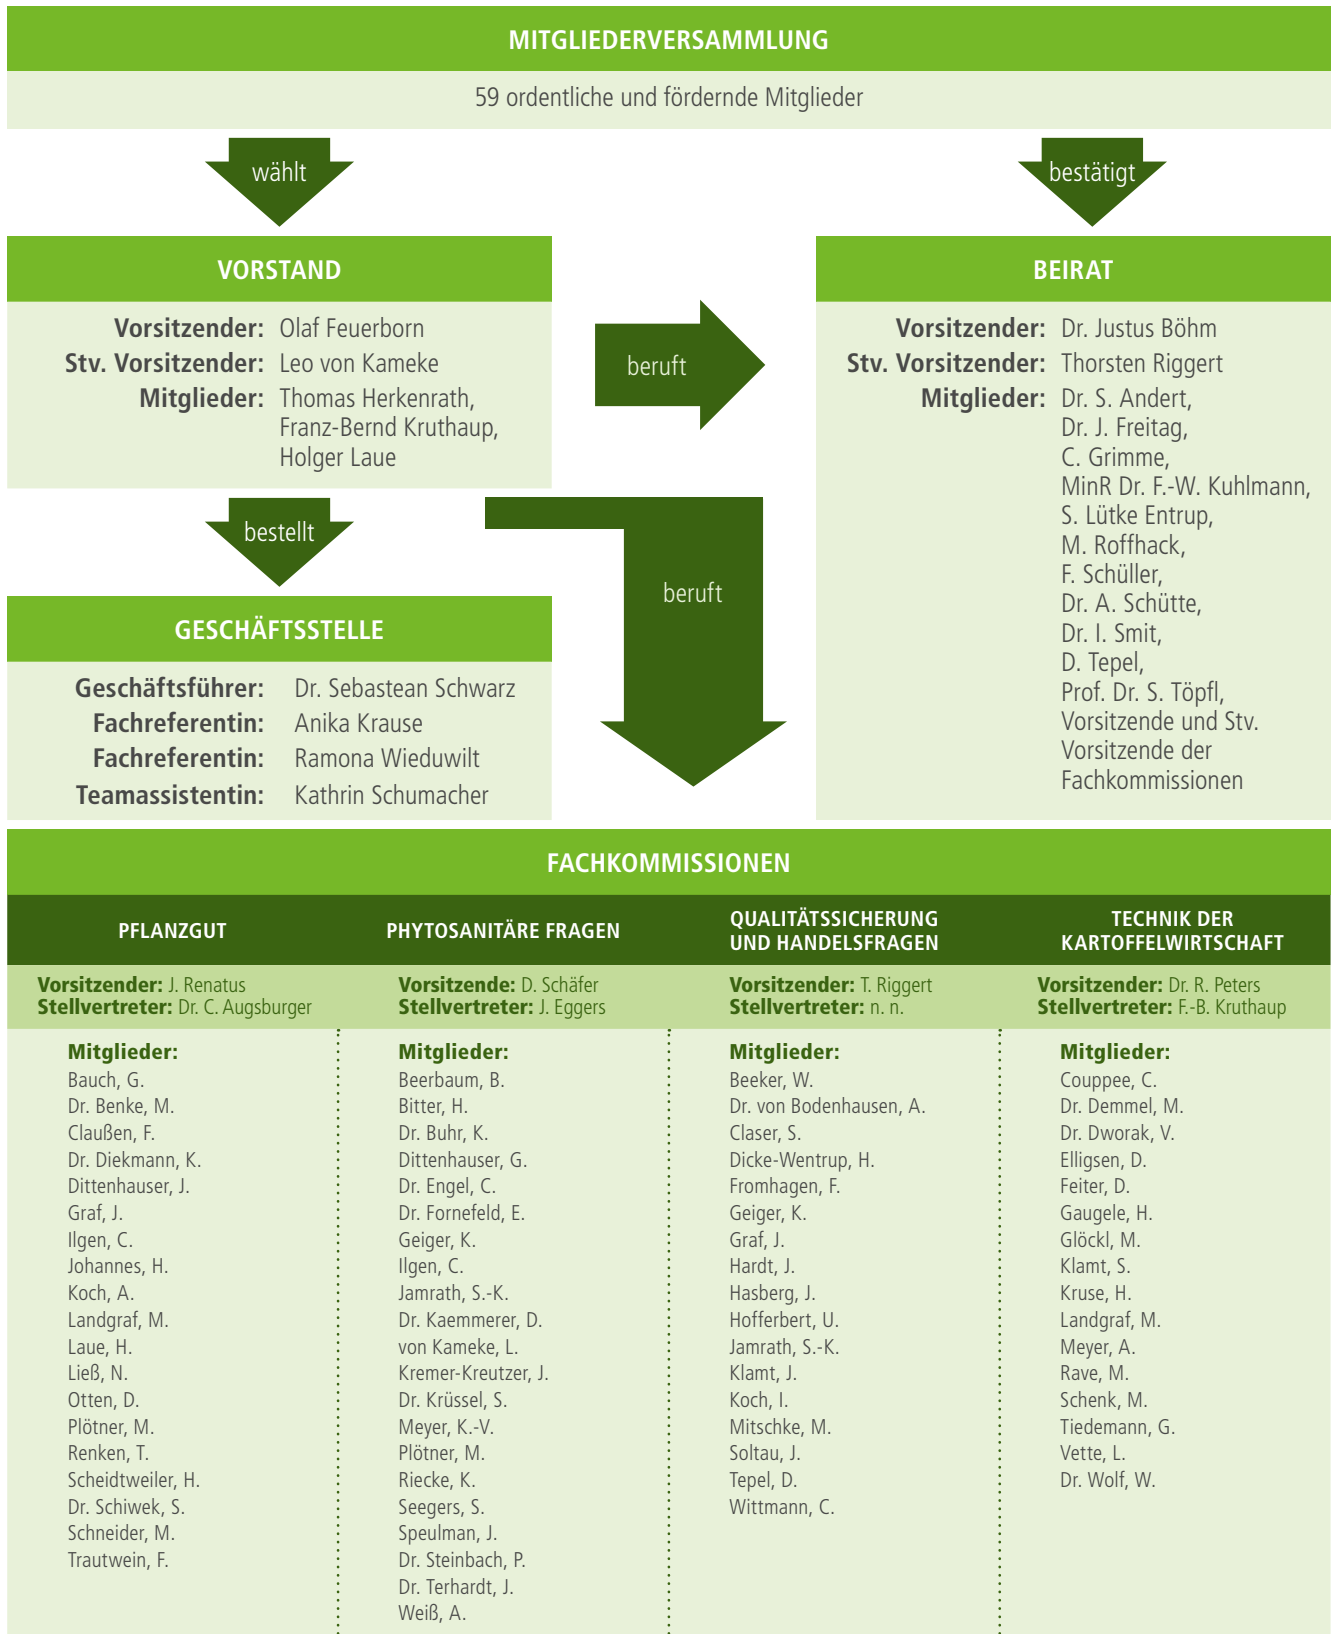 MITGLIEDERVERSAMMLUNG
59 ordentliche und fördernde Mitglieder
wählt
bestätigt
VORSTAND
Vorsitzender: Olaf Feuerborn
Stv. Vorsitzender: Leo von Kameke
Mitglieder: Thomas Herkenrath,
Franz-Bernd Kruthaup,
Holger Laue
beruft
BEIRAT
Vorsitzender: Dr. Justus Böhm
Stv. Vorsitzender: Thorsten Riggert
Mitglieder: Dr. S. Andert,
Dr. J. Freitag,
C. Grimme,
MinR Dr. F.-W. Kuhlmann,
S. Lütke Entrup,
M. Roffhack,
F. Schüller,
Dr. A. Schütte,
Dr. I. Smit,
D. Tepel,
Prof. Dr. S. Töpfl,
Vorsitzende und Stv.
Vorsitzende der
Fachkommissionen
bestellt
beruft
GESCHÄFTSSTELLE
Geschäftsführer: Dr. Sebastean Schwarz
Fachreferentin: Anika Krause
Fachreferentin: Ramona Wieduwilt
Teamassistentin: Kathrin Schumacher
FACHKOMMISSIONEN
PFLANZGUT
Vorsitzender: J. Renatus
Stellvertreter: Dr. C. Augsburger
Mitglieder:
Bauch, G.
Dr. Benke, M.
Claußen, F.
Dr. Diekmann, K.
Dittenhauser, J.
Graf, J.
Ilgen, C.
Johannes, H.
Koch, A.
Landgraf, M.
Laue, H.
Ließ, N.
Otten, D.
Plötner, M.
Renken, T.
Scheidtweiler, H.
Dr. Schiwek, S.
Schneider, M.
Trautwein, F.
PHYTOSANITÄRE FRAGEN
Vorsitzende: D. Schäfer
Stellvertreter: J. Eggers
Mitglieder:
Beerbaum, B.
Bitter, H.
Dr. Buhr, K.
Dittenhauser, G.
Dr. Engel, C.
Dr. Fornefeld, E.
Geiger, K.
Ilgen, C.
Jamrath, S.-K.
Dr. Kaemmerer, D.
von Kameke, L.
Kremer-Kreutzer, J.
Dr. Krüssel, S.
Meyer, K.-V.
Plötner, M.
Riecke, K.
Seegers, S.
Speulman, J.
Dr. Steinbach, P.
Dr. Terhardt, J.
Weiß, A.
QUALITÄTSSICHERUNG
UND HANDELSFRAGEN
Vorsitzender: T. Riggert
Stellvertreter: n. n.
Mitglieder:
Beeker, W.
Dr. von Bodenhausen, A.
Claser, S.
Dicke-Wentrup, H.
Fromhagen, F.
Geiger, K.
Graf, J.
Hardt, J.
Hasberg, J.
Hofferbert, U.
Jamrath, S.-K.
Klamt, J.
Koch, I.
Mitschke, M.
Soltau, J.
Tepel, D.
Wittmann, C.
TECHNIK DER
KARTOFFELWIRTSCHAFT
Vorsitzender: Dr. R. Peters
Stellvertreter: F.-B. Kruthaup
Mitglieder:
Couppee, C.
Dr. Demmel, M.
Dr. Dworak, V.
Elligsen, D.
Feiter, D.
Gaugele, H.
Glöckl, M.
Klamt, S.
Kruse, H.
Landgraf, M.
Meyer, A.
Rave, M.
Schenk, M.
Tiedemann, G.
Vette, L.
Dr. Wolf, W.